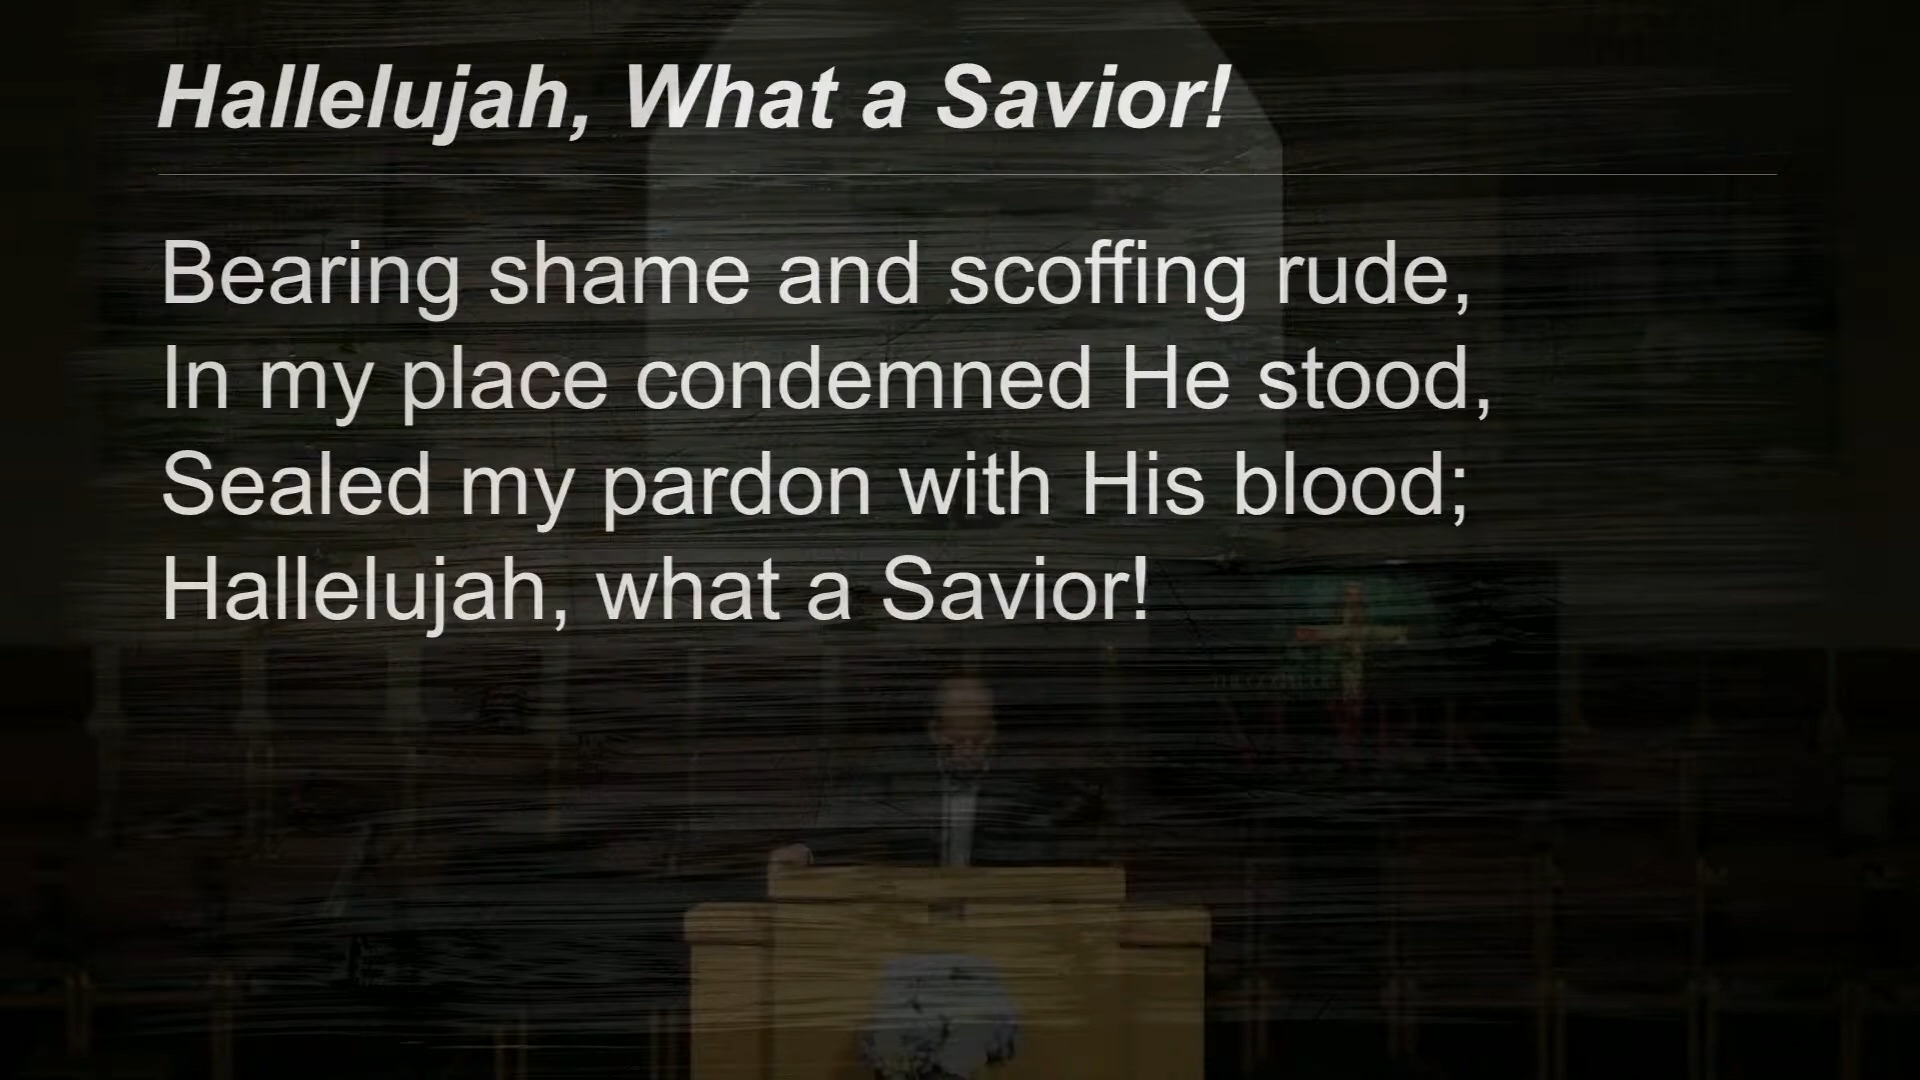 Hallelujah, What a Savior!
Bearing shame and scoffing rude,
In my place condemned He stood,
Sealed my pardon with His blood;
Hallelujah, what a Savior!